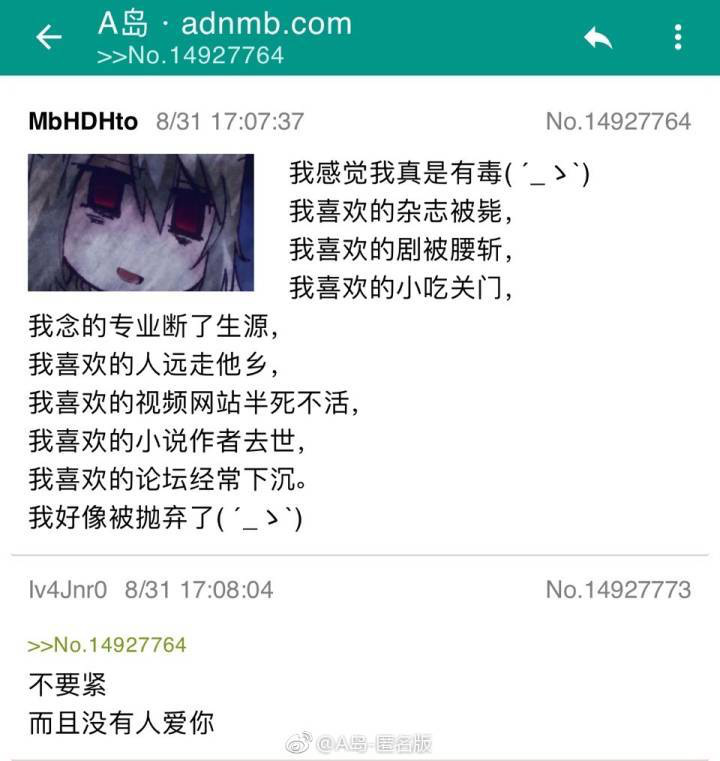 A岛 · adnmb.com
>>No.14927764
MbHDHto 8/31 17:07:37 No.14927764
我感觉我真是有毒( ´_ゝ`)
我喜欢的杂志被毙，
我喜欢的剧被腰斩，
我喜欢的小吃关门，
我念的专业断了生源，
我喜欢的人远走他乡，
我喜欢的视频网站半死不活，
我喜欢的小说作者去世，
我喜欢的论坛经常下沉。
我好像被抛弃了( ´_ゝ`)
Iv4Jnr0 8/31 17:08:04 No.14927773
>>No.14927764
不要紧
而且没有人爱你
@A岛-匿名版